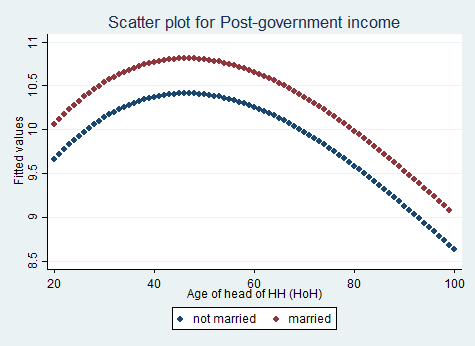 Scatter plot for Post-government income
Fitted values
11
10.5
10
9.5
9
8.5
20
40
60
80
100
Age of head of HH (HoH)
not married
married